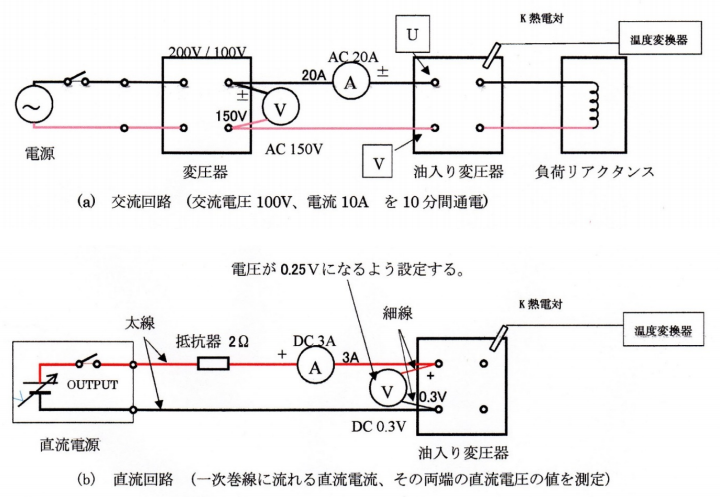 K 熱電対
温度変換器
200V / 100V
AC 20A
20A
A
±
U
±
V
150V
AC 150V
V
電源
変圧器
油入り変圧器
負荷リアクタンス
(a) 交流回路 (交流電圧 100V、電流 10A を 10 分間通電)
電圧が 0.25Vになるよう設定する。
K 熱電対
温度変換器
太線
抵抗器 2Ω
細線
DC 3A
+
A
3A
OUTPUT
V
+
0.3V
DC 0.3V
直流電源
油入り変圧器
(b) 直流回路 (一次巻線に流れる直流電流、その両端の直流電圧の値を測定)